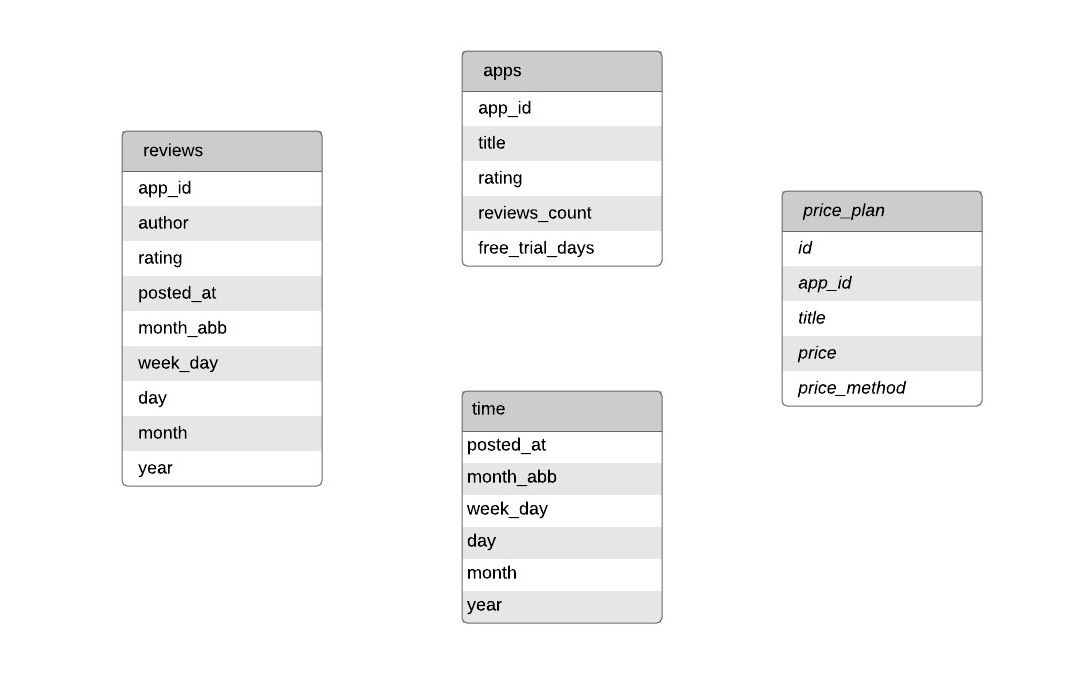 reviews
app_id
author
rating
posted_at
month_abb
week_day
day
month
year
apps
app_id
title
rating
reviews_count
free_trial_days
time
posted_at
month_abb
week_day
day
month
year
price_plan
id
app_id
title
price
price_method